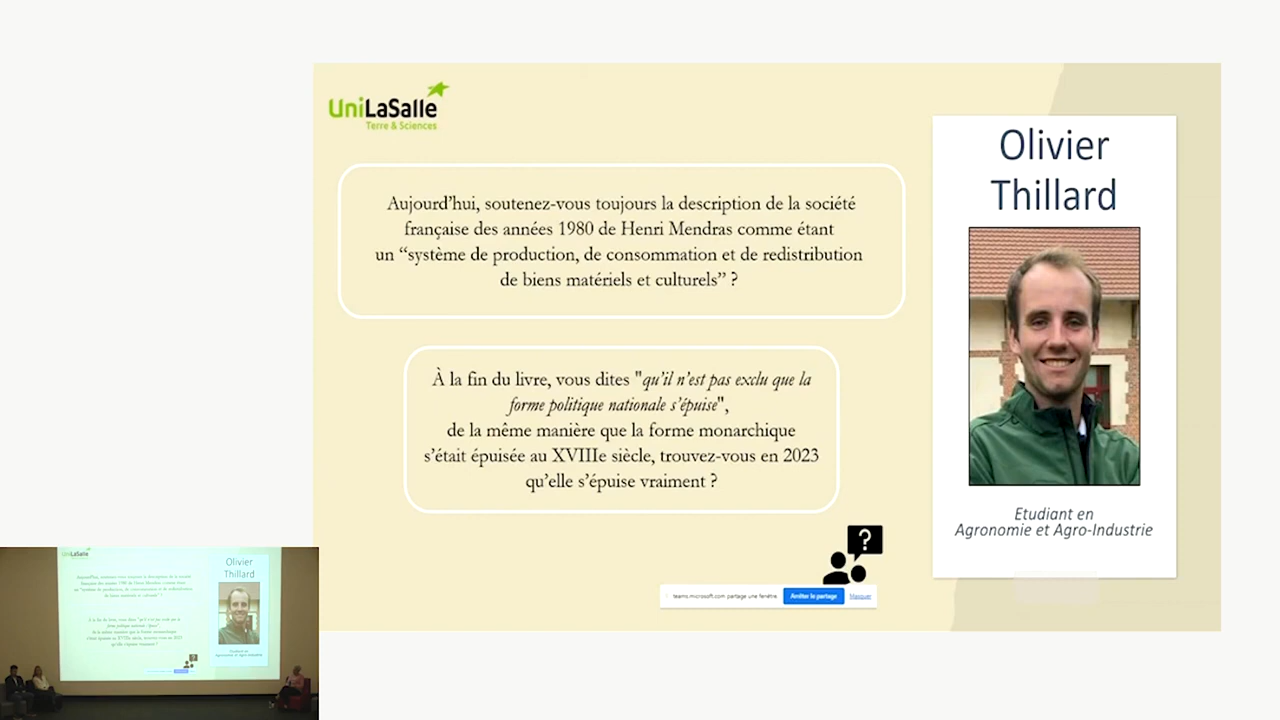 UniLaSalle
Terre & Sciences
Aujourd'hui, soutenez-vous toujours la description de la société
française des années 1980 de Henri Mendras comme étant
un “système de production, de consommation et de redistribution
de biens matériels et culturels” ?
À la fin du livre, vous dites "qu'il n'est pas exclu que la
forme politique nationale s'épuise",
de la même manière que la forme monarchique
s'était épuisée au XVIIIe siècle, trouvez-vous en 2023
qu'elle s'épuise vraiment ?
Olivier
Thillard
Etudiant en
Agronomie et Agro-Industrie
?
teams.microsoft.com partage une fenêtre.
Arrêter le partage
Masquer
UniLaSalle
Olivier
Thillard